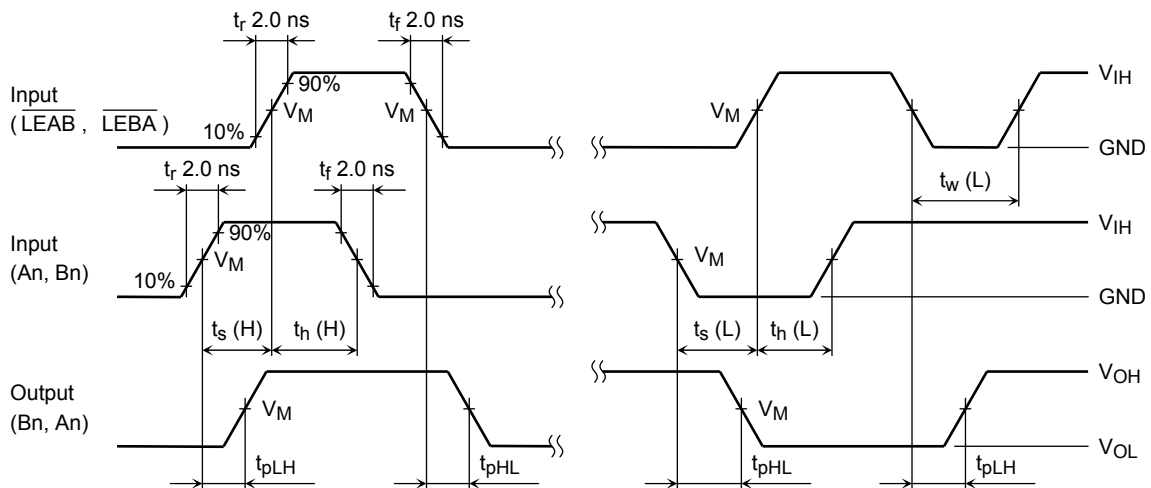 tr 2.0 ns
tf 2.0 ns
Input
(LEAB , LEBA )
90%
VM
VM
10%
VM
VIH
GND
tw (L)
tr 2.0 ns
tf 2.0 ns
Input
(An, Bn)
90%
VM
10%
VM
VIH
GND
ts (H)
th (H)
ts (L)
th (L)
Output
(Bn, An)
VM
VM
VOH
VOL
tpLH
tpHL
tpHL
tpLH